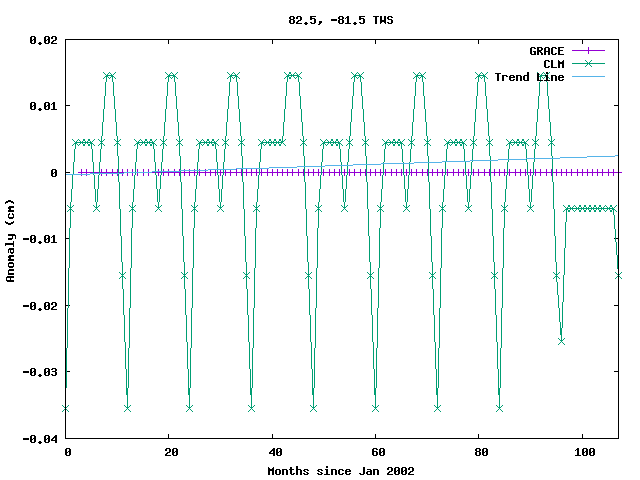 82.5, -81.5 TWS
GRACE
CLM
Trend Line
0.02
0.01
0
-0.01
-0.02
-0.03
-0.04
Anomaly (cm)
0 20 40 60 80 100
Months since Jan 2002